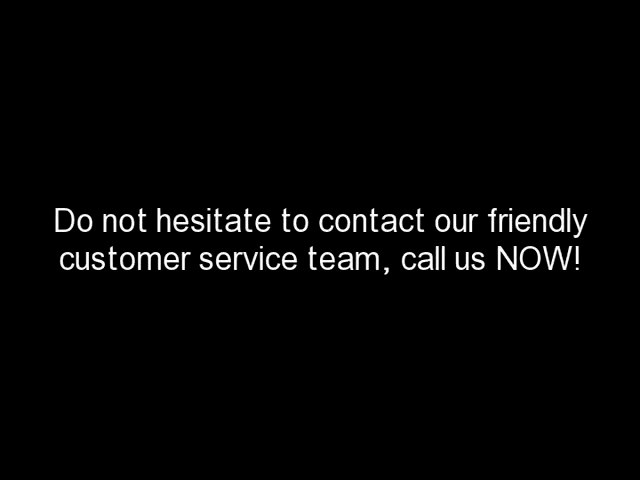 Do not hesitate to contact our friendly
customer service team, call us NOW!